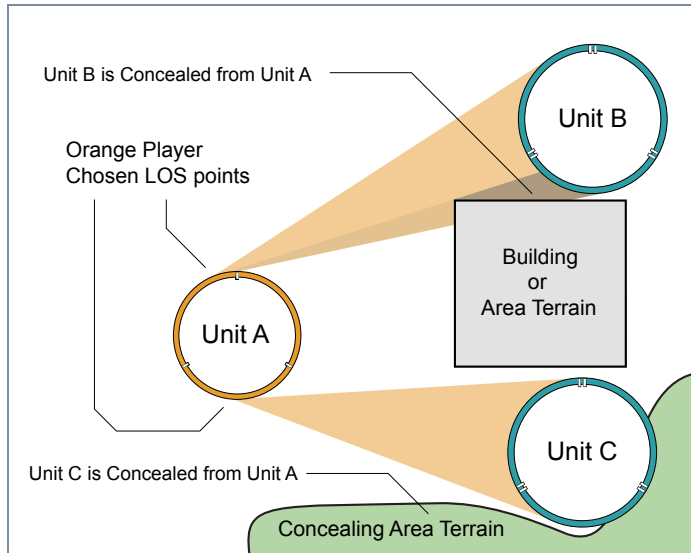 Unit B is Concealed from Unit A
Unit B
Orange Player
Chosen LOS points
Building
or
Area Terrain
Unit A
Unit C
Unit C is Concealed from Unit A
Concealing Area Terrain